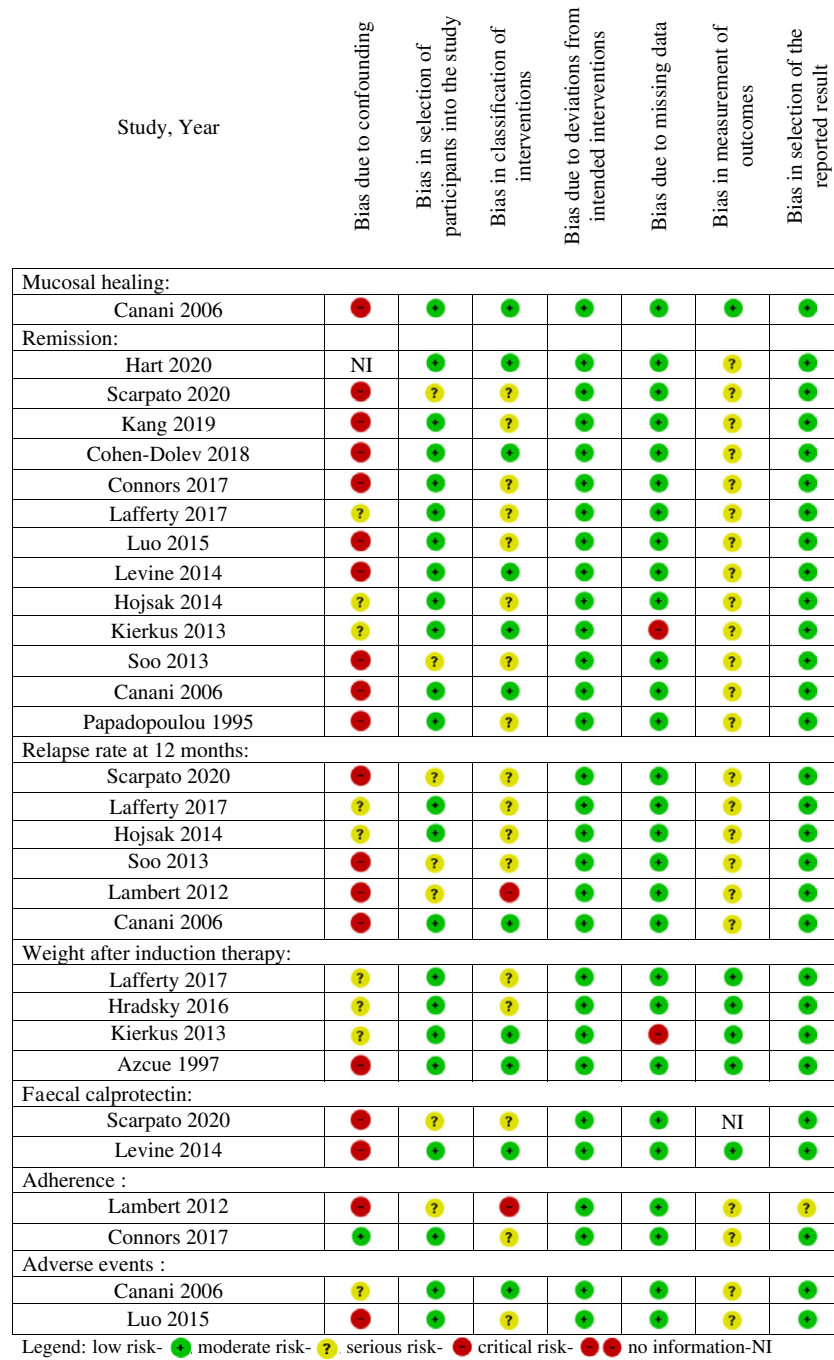 Study, Year
Bias due to confounding
Bias in selection of
participants into the study
Bias in classification of
interventions
Bias due to deviations from
intended interventions
Bias due to missing data
Bias in measurement of
outcomes
Bias in selection of the
reported result
Mucosal healing:
Canani 2006 - + + + + + +
Remission:
Hart 2020 NI + + + + ? +
Scarpato 2020 - ? ? + + ? +
Kang 2019 - + ? + + ? +
Cohen-Dolev 2018 - + + + + ? +
Connors 2017 - + ? + + ? +
Lafferty 2017 ? + ? + + ? +
Luo 2015 - + ? + + ? +
Levine 2014 - + + + + ? +
Hojsak 2014 ? + ? + + ? +
Kierkus 2013 ? + + + - ? +
Soo 2013 - ? ? + + ? +
Canani 2006 - + + + + ? +
Papadopoulou 1995 - + ? + + ? +
Relapse rate at 12 months:
Scarpato 2020 - ? ? + + ? +
Lafferty 2017 ? + ? + + ? +
Hojsak 2014 ? + ? + + ? +
Soo 2013 - ? ? + + ? +
Lambert 2012 - ? - + + ? +
Canani 2006 - + + + + ? +
Weight after induction therapy:
Lafferty 2017 ? + ? + + + +
Hradsky 2016 ? + ? + + + +
Kierkus 2013 ? + + + - + +
Azcue 1997 - + + + + + +
Faecal calprotectin:
Scarpato 2020 - ? ? + + NI +
Levine 2014 - + + + + + +
Adherence :
Lambert 2012 - ? - + + ? ?
Connors 2017 + + ? + + ? +
Adverse events :
Canani 2006 ? + + + + ? +
Luo 2015 - + ? + + ? +
Legend: low risk- + moderate risk- ? serious risk- - critical risk- - - no information-NI